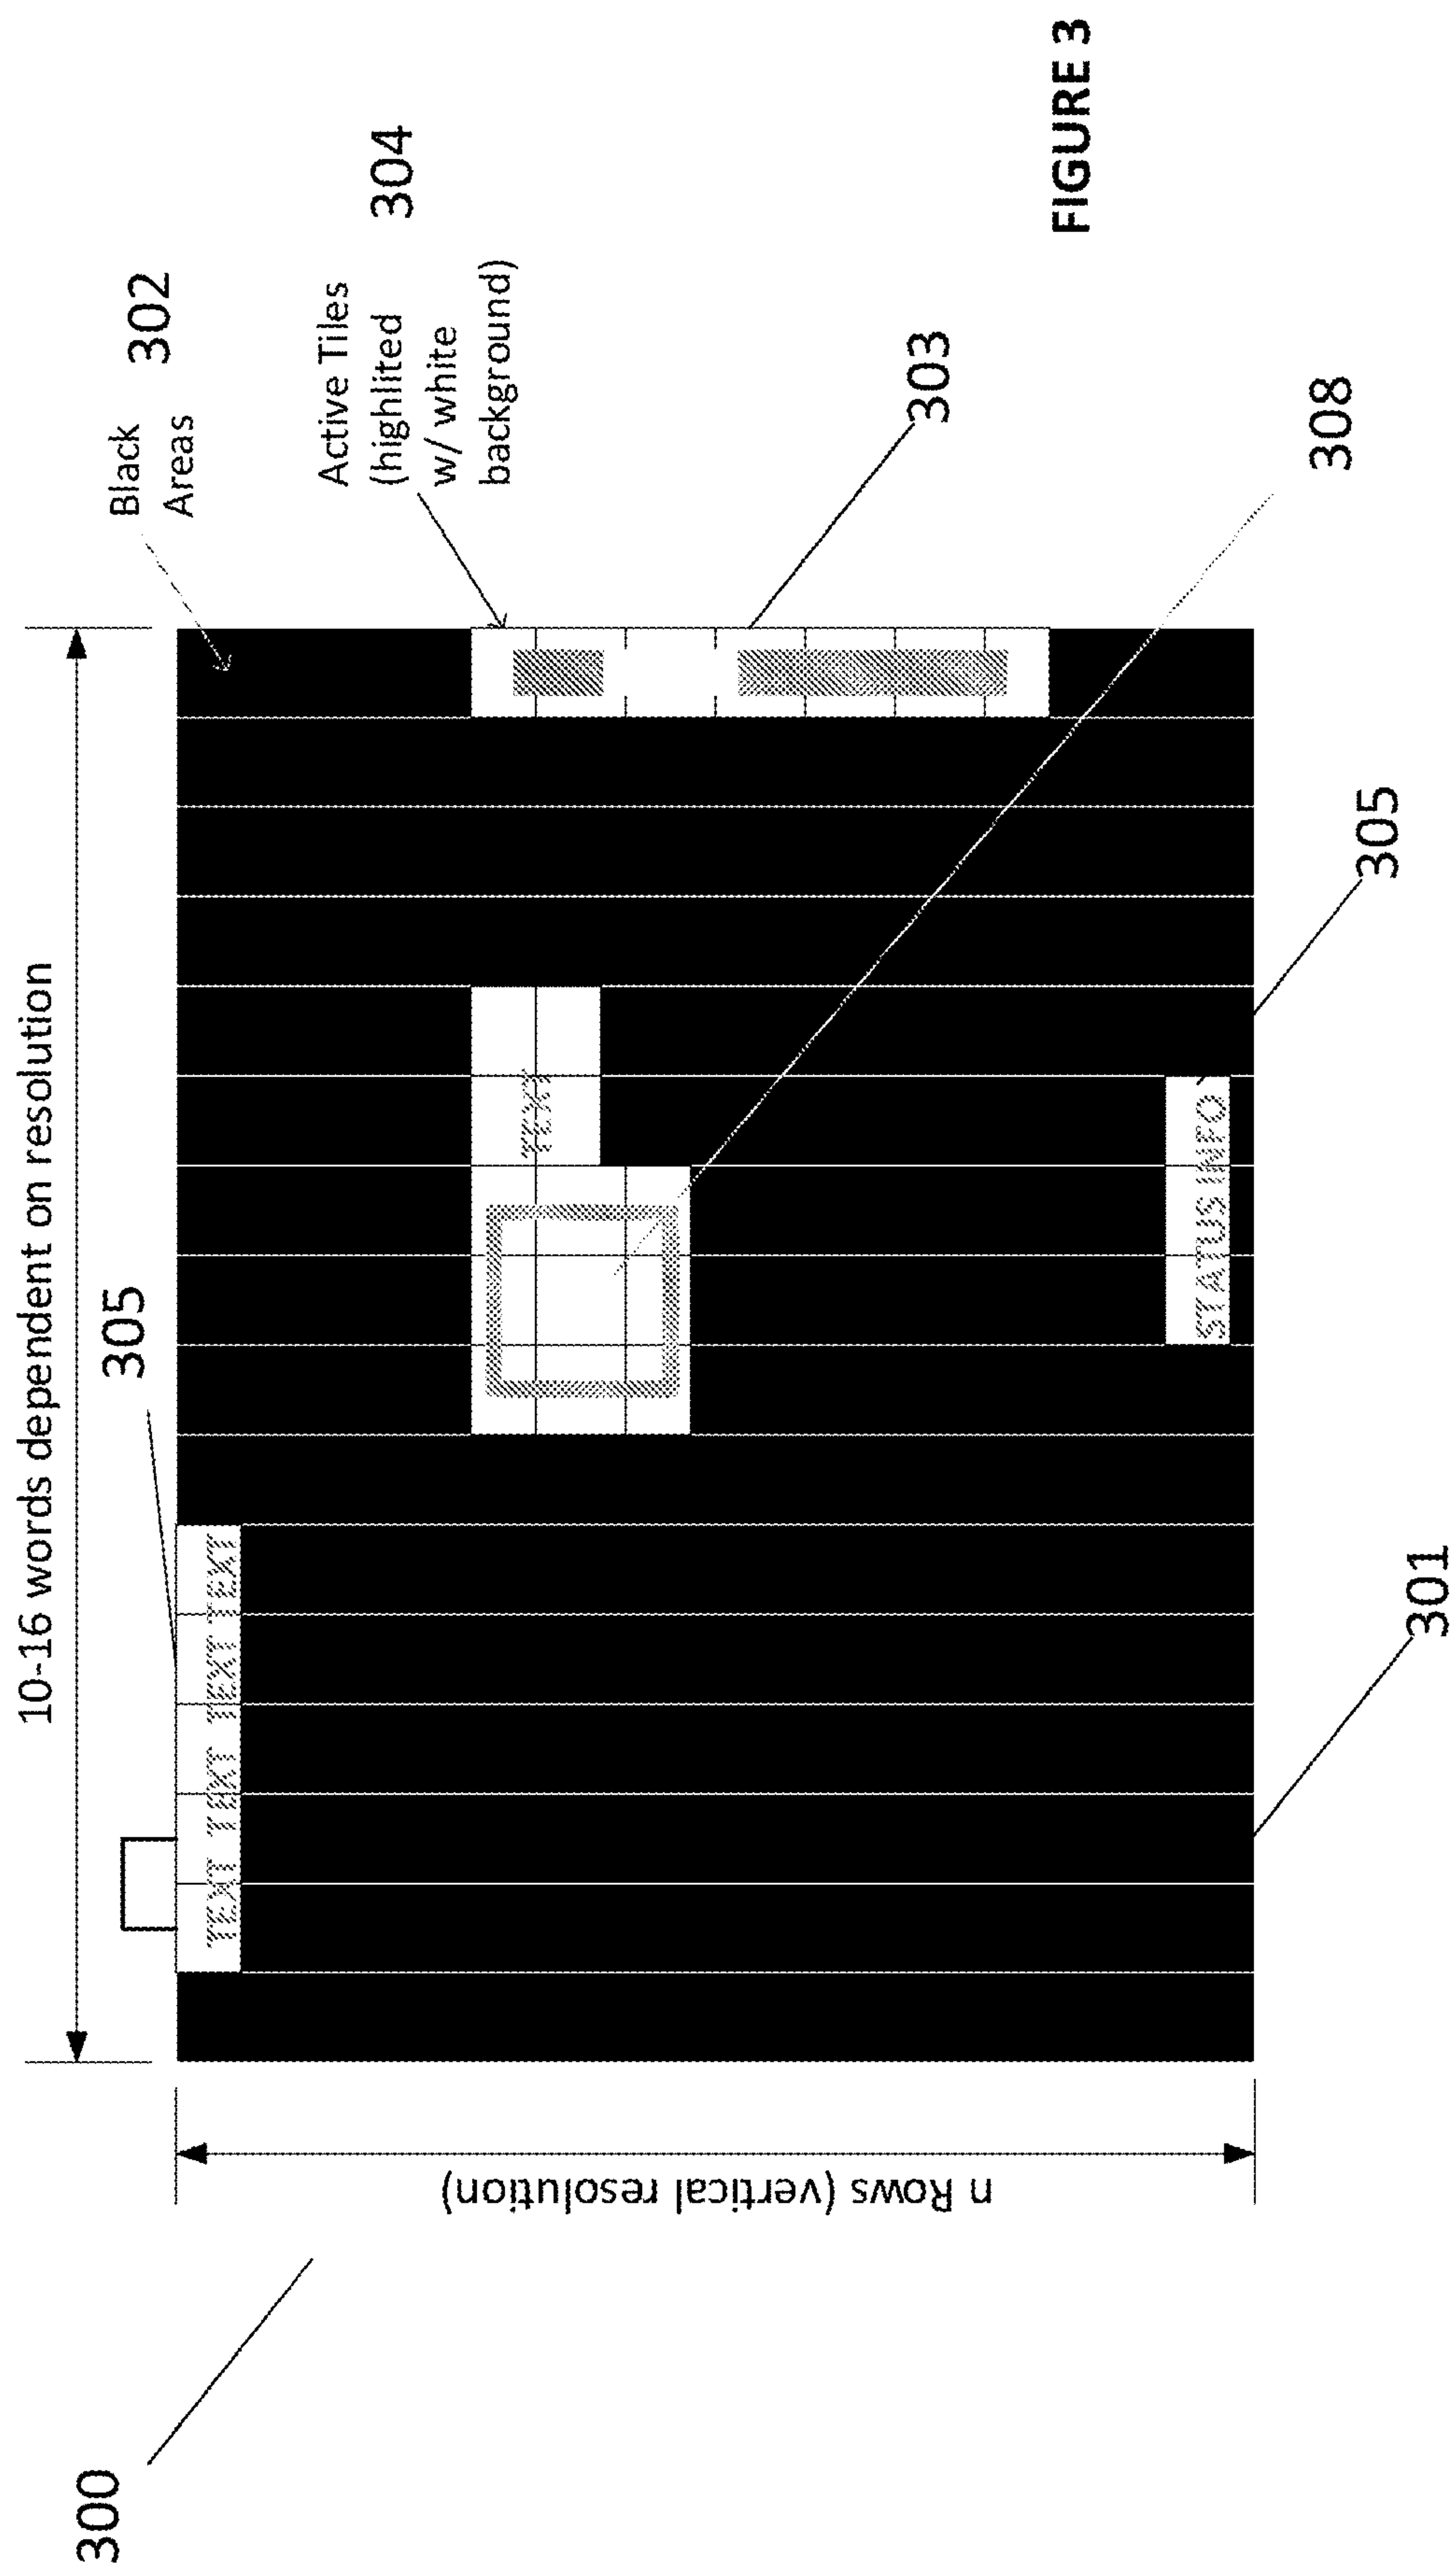 300
10-16 words dependent on resolution
305
302
Black
Areas
304
Active Tiles
(highlited
w/ white
background)
n Rows (vertical resolution)
TEXT TEXT TEXT TEXT
TEXT
STATUS INFO
303
308
305
301
FIGURE 3